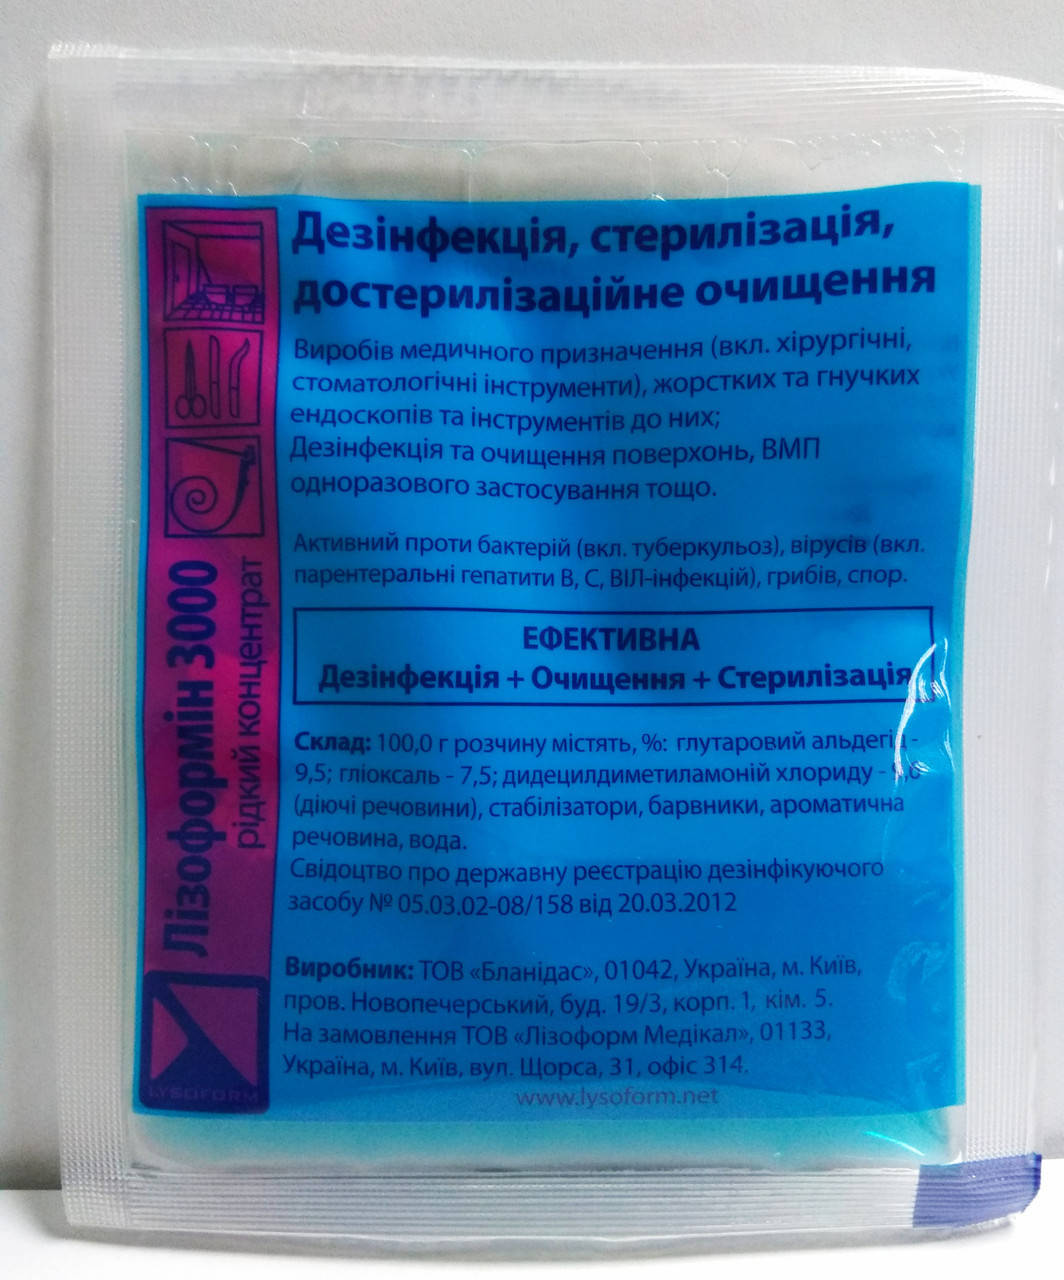 Дезінфекція, стерилізація,
достерилізаційне очищення
Виробів медичного призначення (вкл. хірургічні,
стоматологічні інструменти), жорстких та гнучких
ендоскопів та інструментів до них;
Дезінфекція та очищення поверхонь, ВМП
одноразового застосування тощо.
Активний проти бактерій (вкл. туберкульоз), вірусів (вкл.
парентеральні гепатити В, С, ВІЛ-інфекцій), грибів, спор.
ЕФЕКТИВНА
Дезінфекція + Очищення + Стерилізація
Склад: 100,0 г розчину містять, %: глутаровий альдегід -
9,5; гліоксаль - 7,5; дидецилдиметиламоній хлориду -
(діючі речовини), стабілізатори, барвники, ароматична
речовина, вода.
Свідоцтво про державну реєстрацію дезінфікуючого
засобу № 05.03.02-08/158 від 20.03.2012
Виробник: ТОВ «Бланідас», 01042, Україна, м. Київ,
пров. Новопечерський, буд. 19/3, корп. 1, кім. 5.
На замовлення ТОВ «Лізоформ Медікал», 01133,
Україна, м. Київ, вул. Щорса, 31, офіс 314.
www.lysoform.net
Лізоформін 3000
рідкий концентрат
LYSOFORM